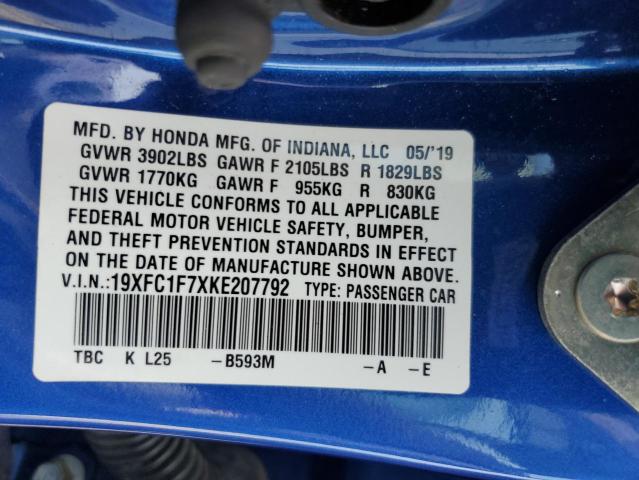 MFD. BY HONDA MFG. OF INDIANA, LLC 05/'19
GVWR 3902LBS GAWR F 2105LBS R 1829LBS
GVWR 1770KG GAWR F 955KG R 830KG
THIS VEHICLE CONFORMS TO ALL APPLICABLE
FEDERAL MOTOR VEHICLE SAFETY, BUMPER,
AND THEFT PREVENTION STANDARDS IN EFFECT
ON THE DATE OF MANUFACTURE SHOWN ABOVE.
V.I.N.:19XFC1F7XKE207792 TYPE: PASSENGER CAR
TBC K L25 -B593M -A -E